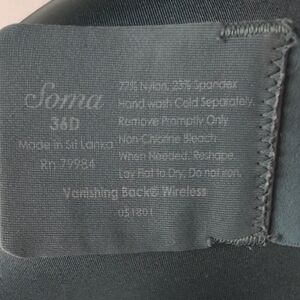 Soma
36D
Made in Sri Lanka
Rn 79984
77% Nylon, 23% Spandex
Hand wash Cold Separately.
Remove Promptly Only
Non-Chlorine Bleach
When Needed. Reshape.
Lay Flat to Dry. Do not Iron.
Vanishing Back® Wireless
051801